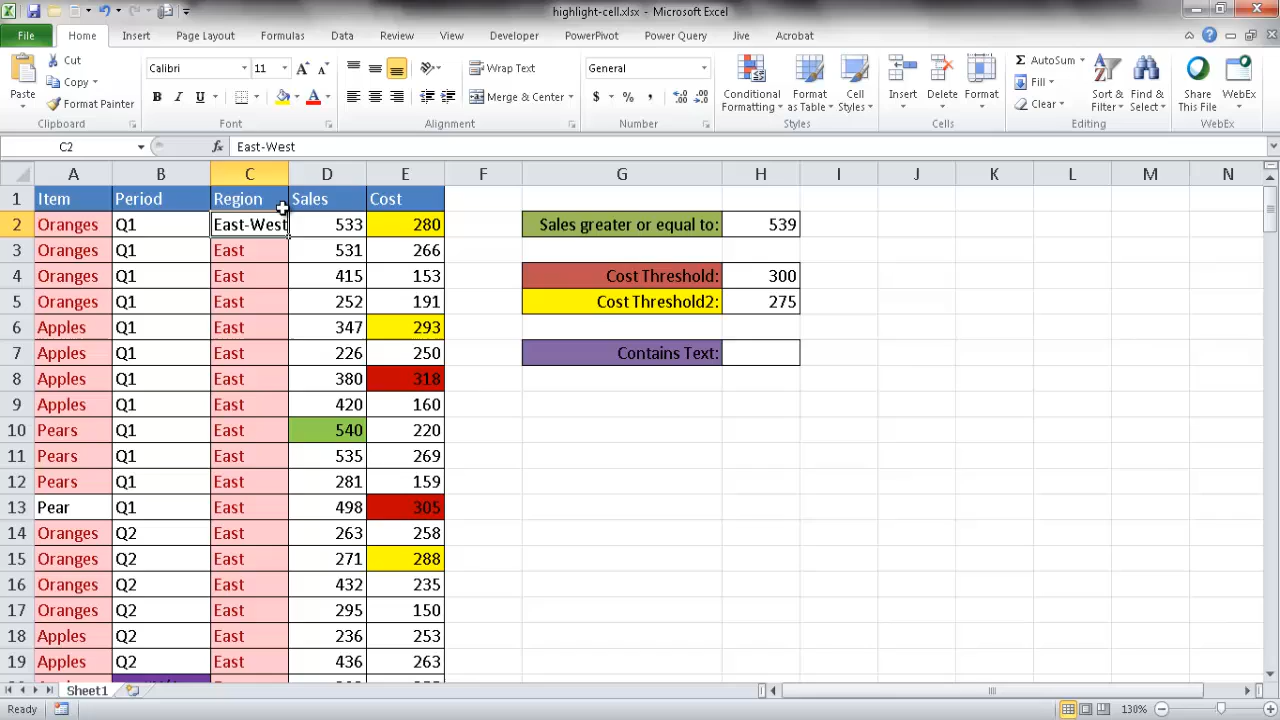 highlight-cell.xlsx - Microsoft Excel
File Home Insert Page Layout Formulas Data Review View Developer PowerPivot Power Query Jive Acrobat
Paste
Cut
Copy
Format Painter
Clipboard
Calibri 11
B I U
Font
Wrap Text
Merge & Center
Alignment
General
$ % ,
Number
Conditional Formatting
Format as Table
Cell Styles
Styles
Insert Delete Format
Cells
Σ AutoSum
Fill
Clear
Sort & Filter
Find & Select
Editing
Share This File
WebEx
WebEx
C2 fx East-West
A B C D E F G H I J K L M N
1 Item Period Region Sales Cost
2 Oranges Q1 East-West 533 280 Sales greater or equal to: 539
3 Oranges Q1 East 531 266
4 Oranges Q1 East 415 153 Cost Threshold: 300
5 Oranges Q1 East 252 191 Cost Threshold2: 275
6 Apples Q1 East 347 293
7 Apples Q1 East 226 250 Contains Text:
8 Apples Q1 East 380 318
9 Apples Q1 East 420 160
10 Pears Q1 East 540 220
11 Pears Q1 East 535 269
12 Pears Q1 East 281 159
13 Pear Q1 East 498 305
14 Oranges Q2 East 263 258
15 Oranges Q2 East 271 288
16 Oranges Q2 East 432 235
17 Oranges Q2 East 295 150
18 Apples Q2 East 236 253
19 Apples Q2 East 436 263
Sheet1
Ready 130%